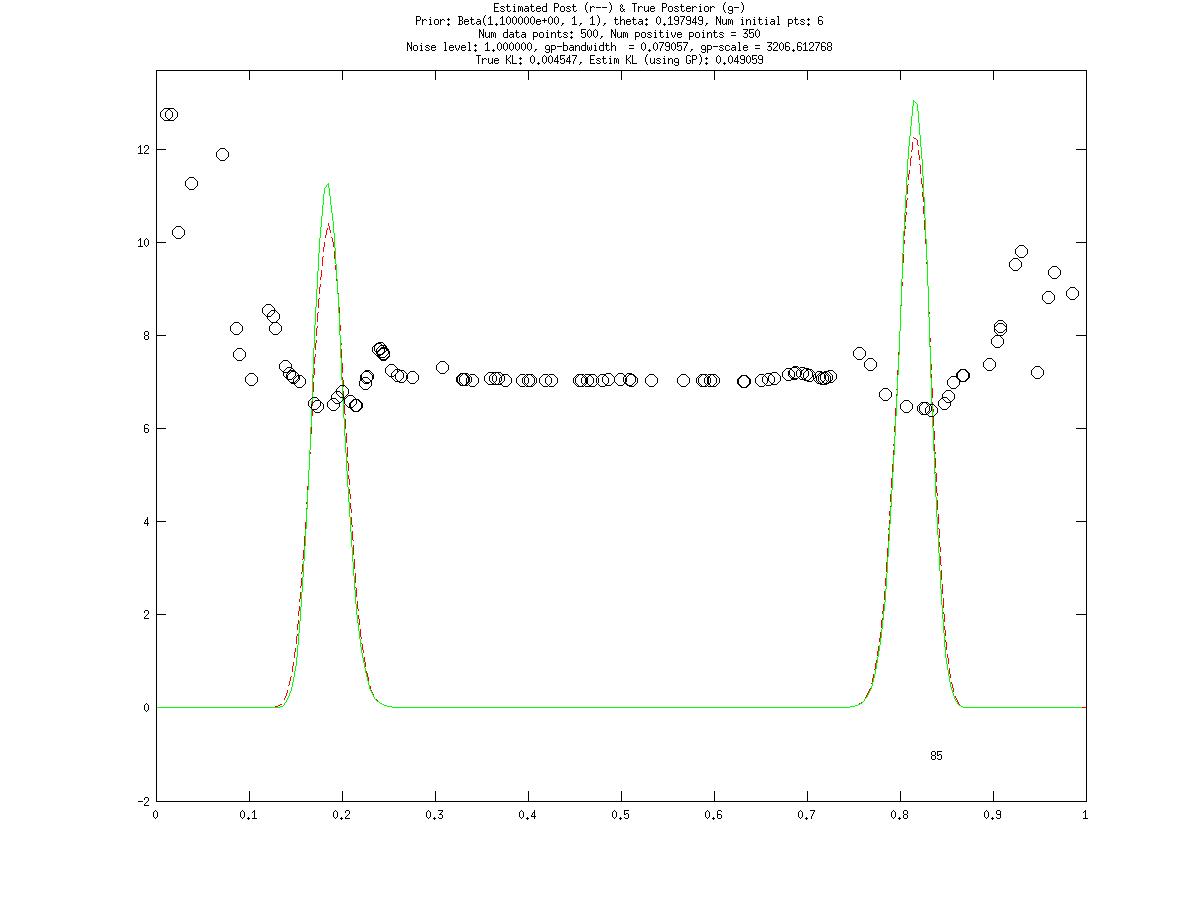 Estimated Post (r--) & True Posterior (g-)
Prior: Beta(1.100000e+00, 1, 1), theta: 0.197949, Num initial pts: 6
Num data points: 500, Num positive points = 350
Noise level: 1.000000, gp-bandwidth  = 0.079057, gp-scale = 3206.612768
True KL: 0.004547, Estim KL (using GP): 0.049059
12
10
8
6
4
2
0
85
-2
0 0.1 0.2 0.3 0.4 0.5 0.6 0.7 0.8 0.9 1